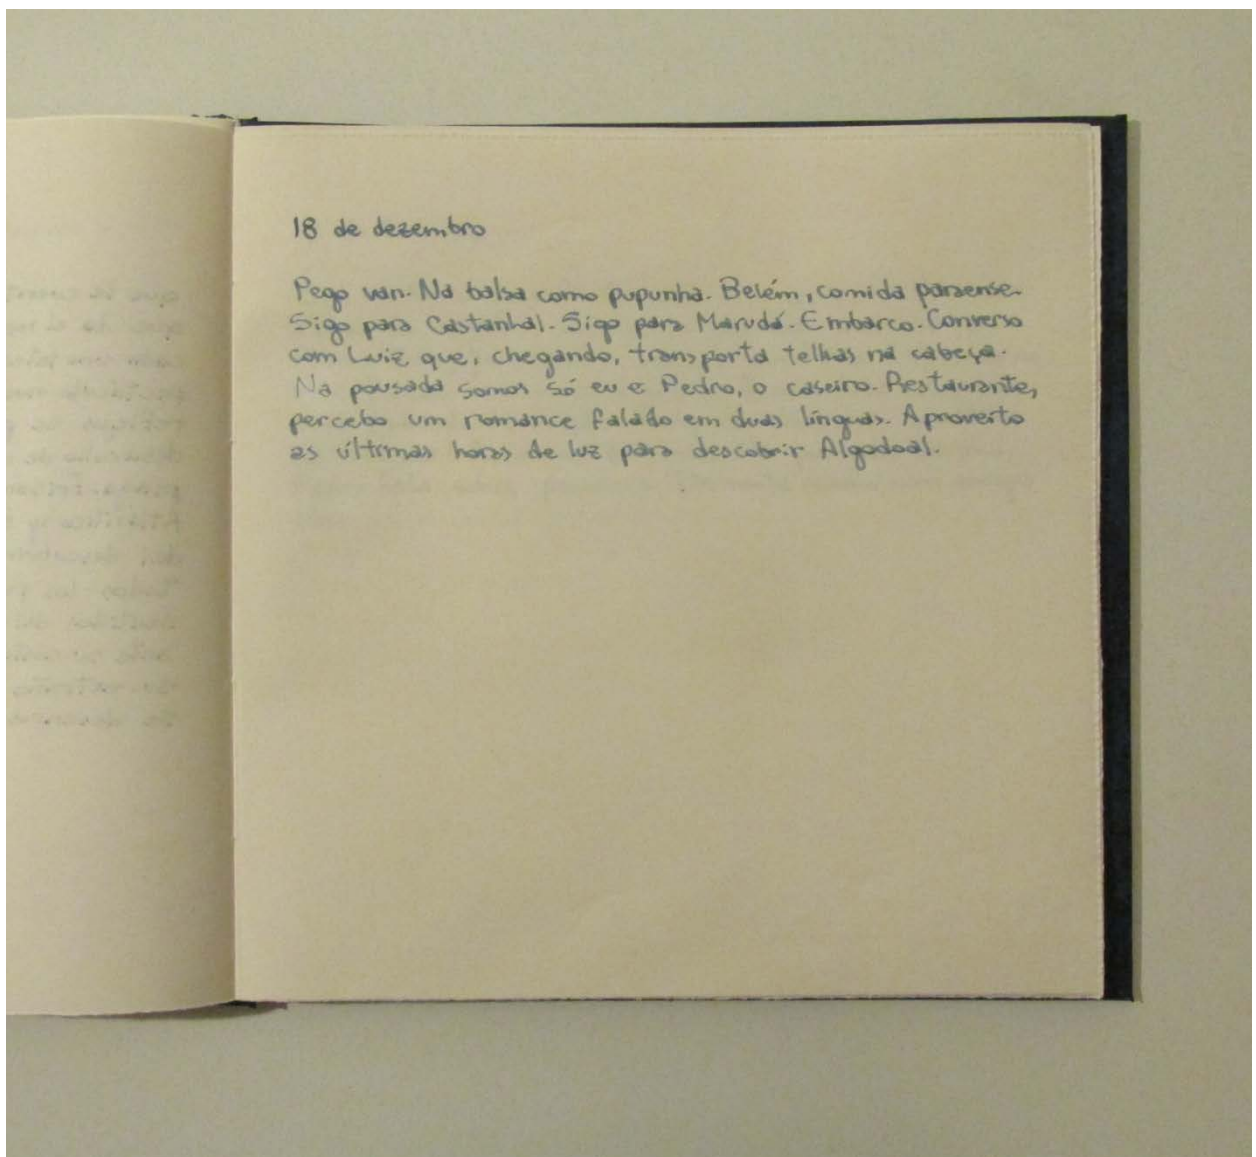 18 de dezembro
Pego van. Na balsa como pupunha. Belém, comida paraense.
Sigo para Castanhal. Sigo para Marudá. Embarco. Converso
com Luiz que, chegando, transporta telhas na cabeça.
Na pousada somos só eu e Pedro, o caseiro. Restaurante,
percebo um romance falado em duas línguas. Aproveito
as últimas horas de luz para descobrir Algodoal.